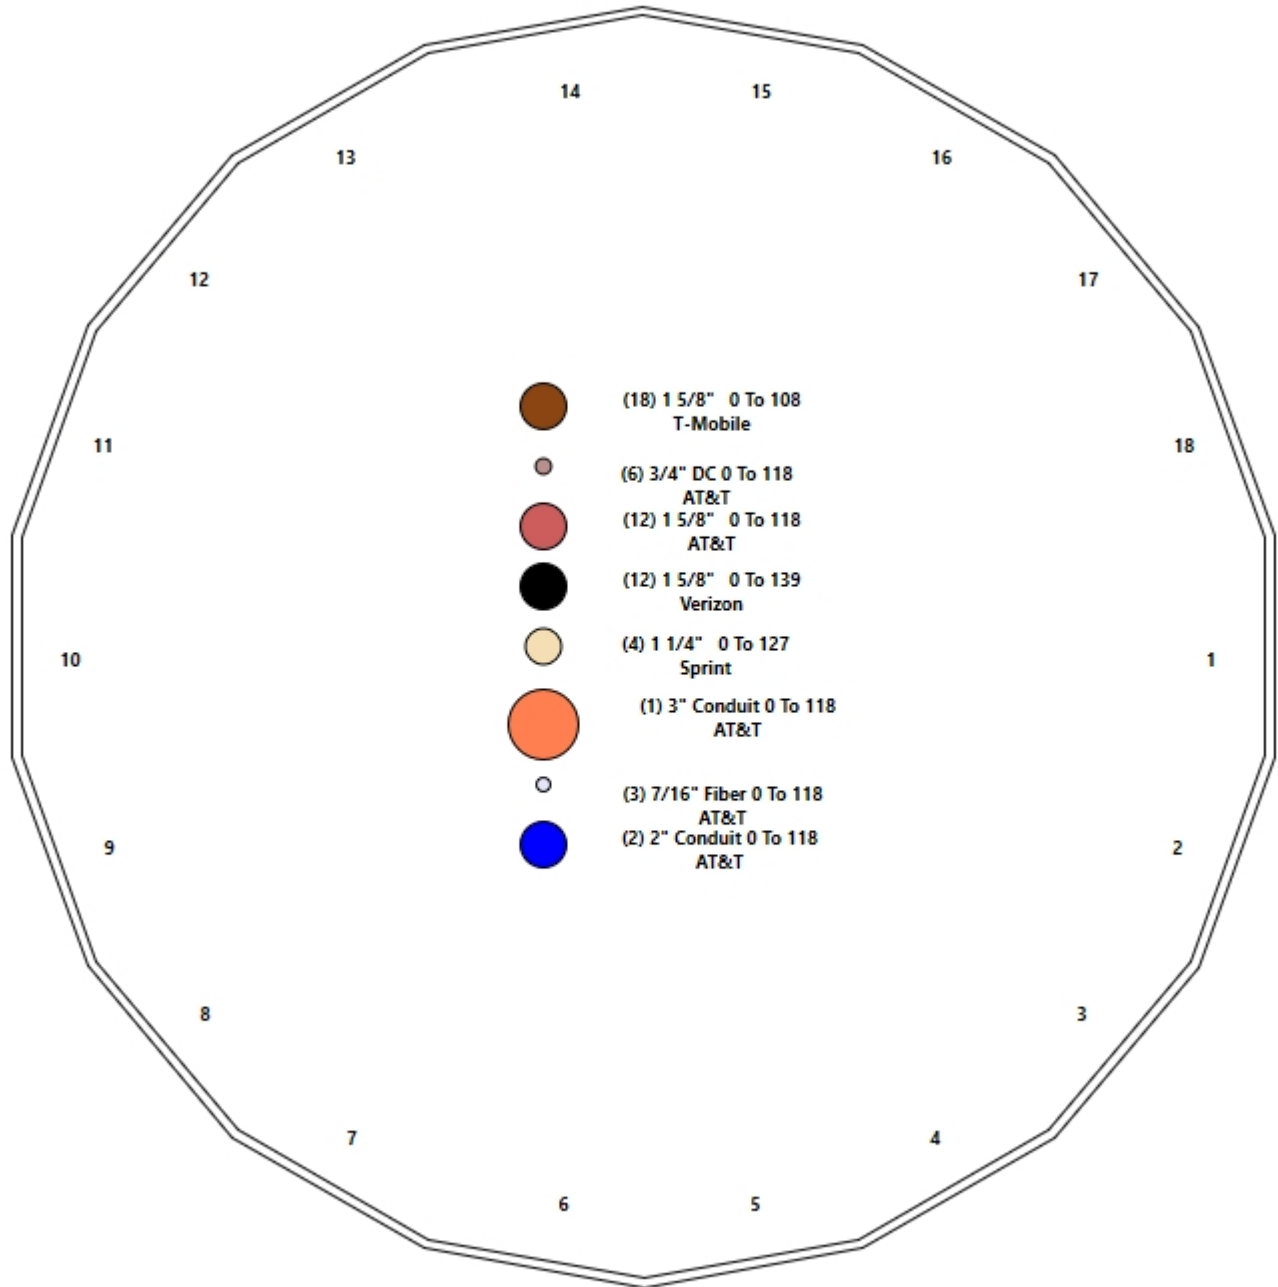 14
15
13
16
12
17
(18) 1 5/8"   0 To 108
T-Mobile
11
18
(6) 3/4" DC 0 To 118
AT&T
(12) 1 5/8"   0 To 118
AT&T
(12) 1 5/8"   0 To 139
Verizon
(4) 1 1/4"   0 To 127
Sprint
10
1
(1) 3" Conduit 0 To 118
AT&T
(3) 7/16" Fiber 0 To 118
AT&T
(2) 2" Conduit 0 To 118
AT&T
9
2
8
3
7
4
6
5